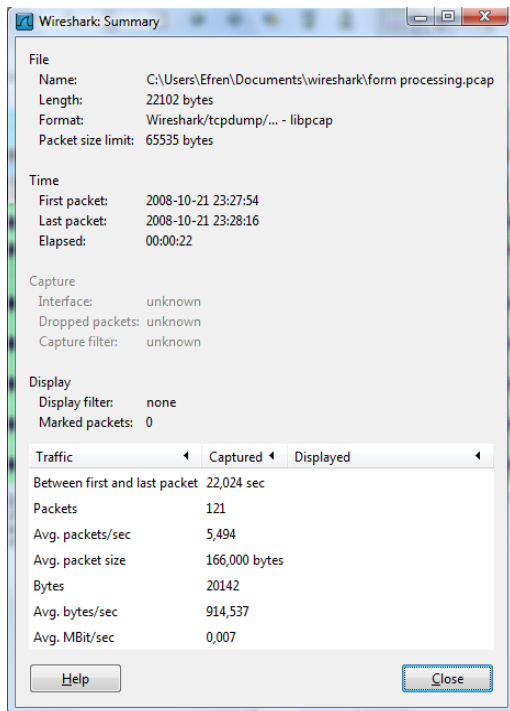 Wireshark: Summary
File
Name: C:\Users\Efren\Documents\wireshark\form processing.pcap
Length: 22102 bytes
Format: Wireshark/tcpdump/... - libpcap
Packet size limit: 65535 bytes
Time
First packet: 2008-10-21 23:27:54
Last packet: 2008-10-21 23:28:16
Elapsed: 00:00:22
Capture
Interface: unknown
Dropped packets: unknown
Capture filter: unknown
Display
Display filter: none
Marked packets: 0
Traffic Captured Displayed
Between first and last packet 22,024 sec
Packets 121
Avg. packets/sec 5,494
Avg. packet size 166,000 bytes
Bytes 20142
Avg. bytes/sec 914,537
Avg. MBit/sec 0,007
Help Close